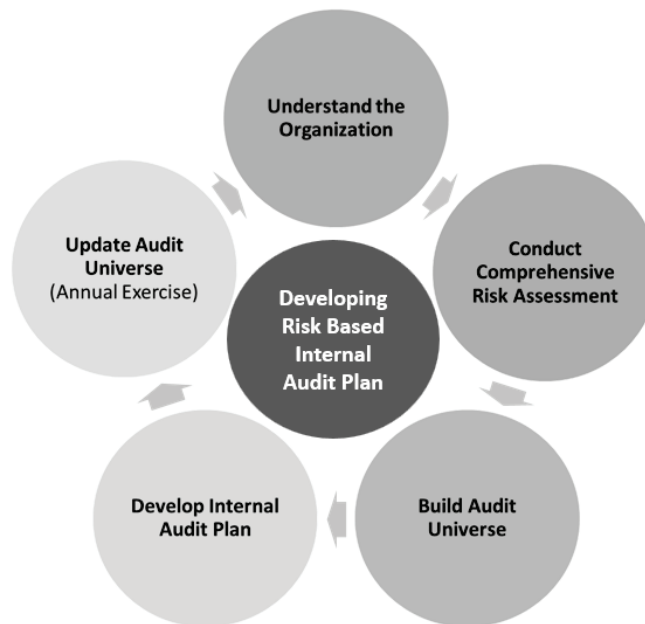 Understand the
Organization
Conduct
Comprehensive
Risk Assessment
Build Audit
Universe
Develop Internal
Audit Plan
Update Audit
Universe
(Annual Exercise)
Developing
Risk Based
Internal
Audit Plan